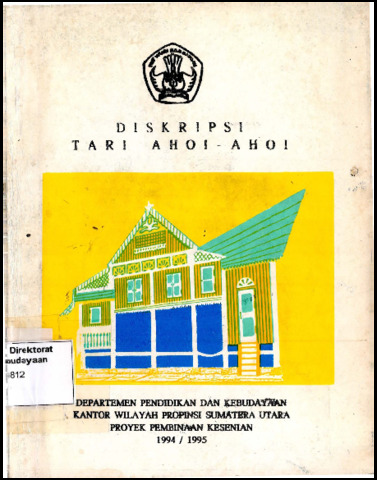 DISKRIPSI
TARI AHOI-AHOI
Direktorat
budayaan
812
DEPARTEMEN PENDIDIKAN DAN KEBUDAYAAN
KANTOR WILAYAH PROPINSI SUMATERA UTARA
PROYEK PEMBINAAN KESENIAN
1994 / 1995